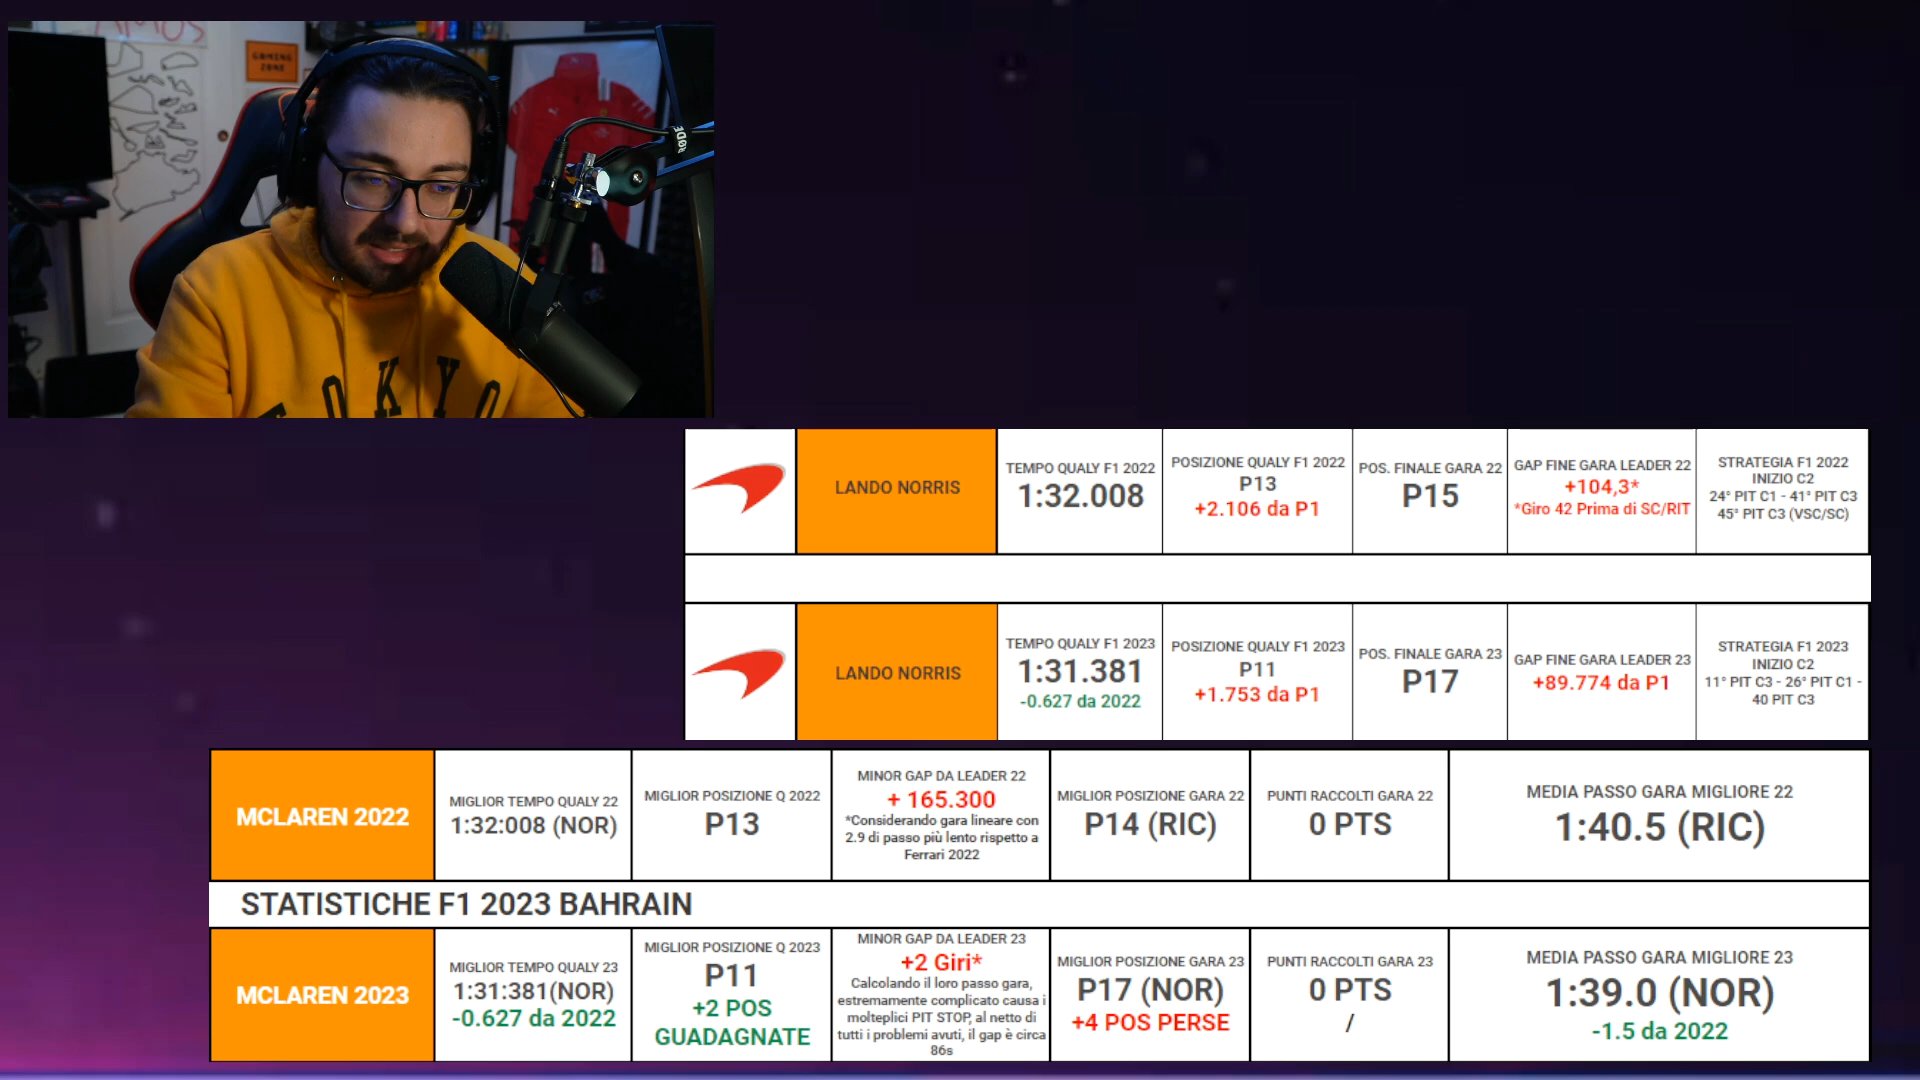 AMOS
GAMING
ZONE
RØDE
TOKYO
LANDO NORRIS
TEMPO QUALY F1 2022
1:32.008
POSIZIONE QUALY F1 2022
P13
+2.106 da P1
POS. FINALE GARA 22
P15
GAP FINE GARA LEADER 22
+104,3*
*Giro 42 Prima di SC/RIT
STRATEGIA F1 2022
INIZIO C2
24° PIT C1 - 41° PIT C3
45° PIT C3 (VSC/SC)
LANDO NORRIS
TEMPO QUALY F1 2023
1:31.381
-0.627 da 2022
POSIZIONE QUALY F1 2023
P11
+1.753 da P1
POS. FINALE GARA 23
P17
GAP FINE GARA LEADER 23
+89.774 da P1
STRATEGIA F1 2023
INIZIO C2
11° PIT C3 - 26° PIT C1 -
40 PIT C3
MCLAREN 2022
MIGLIOR TEMPO QUALY 22
1:32:008 (NOR)
MIGLIOR POSIZIONE Q 2022
P13
MINOR GAP DA LEADER 22
+ 165.300
*Considerando gara lineare con
2.9 di passo più lento rispetto a
Ferrari 2022
MIGLIOR POSIZIONE GARA 22
P14 (RIC)
PUNTI RACCOLTI GARA 22
0 PTS
MEDIA PASSO GARA MIGLIORE 22
1:40.5 (RIC)
STATISTICHE F1 2023 BAHRAIN
MCLAREN 2023
MIGLIOR TEMPO QUALY 23
1:31:381(NOR)
-0.627 da 2022
MIGLIOR POSIZIONE Q 2023
P11
+2 POS
GUADAGNATE
MINOR GAP DA LEADER 23
+2 Giri*
Calcolando il loro passo gara,
estremamente complicato causa i
molteplici PIT STOP, al netto di
tutti i problemi avuti, il gap è circa
86s
MIGLIOR POSIZIONE GARA 23
P17 (NOR)
+4 POS PERSE
PUNTI RACCOLTI GARA 23
0 PTS
/
MEDIA PASSO GARA MIGLIORE 23
1:39.0 (NOR)
-1.5 da 2022